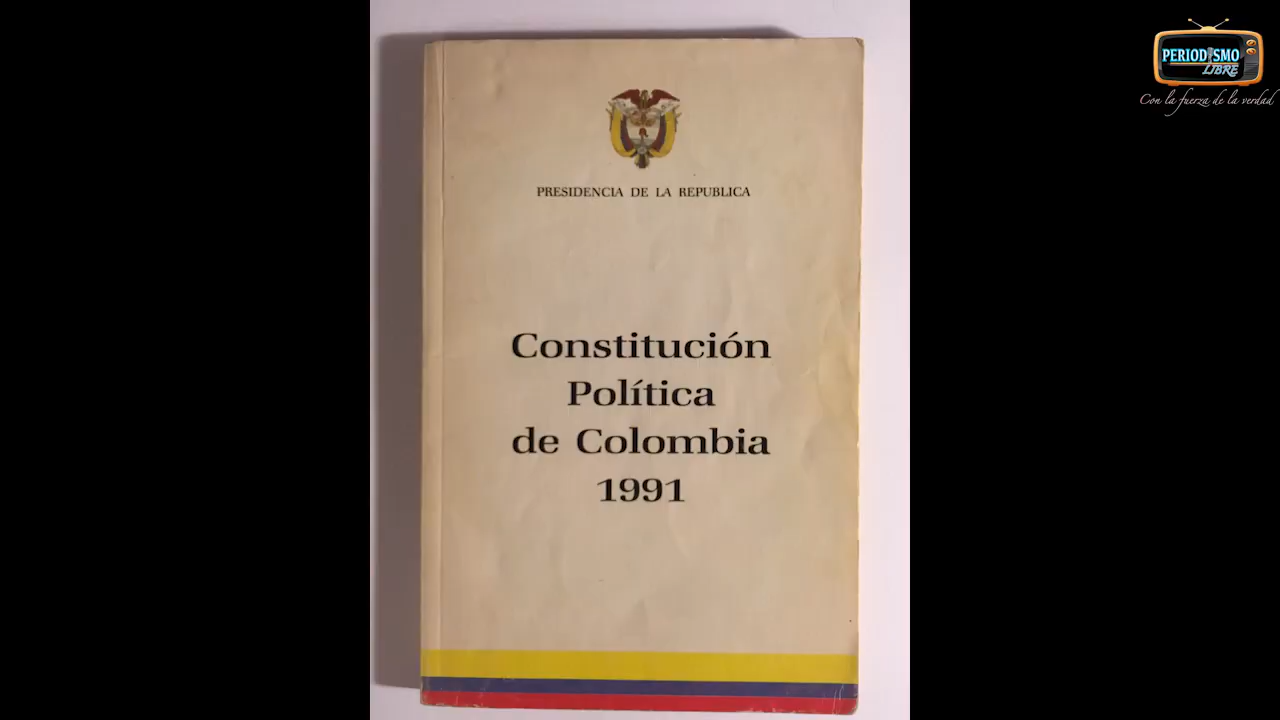 PRESIDENCIA DE LA REPUBLICA
Constitución
Política
de Colombia
1991
PERIODISMO
LIBRE
Con la fuerza de la verdad